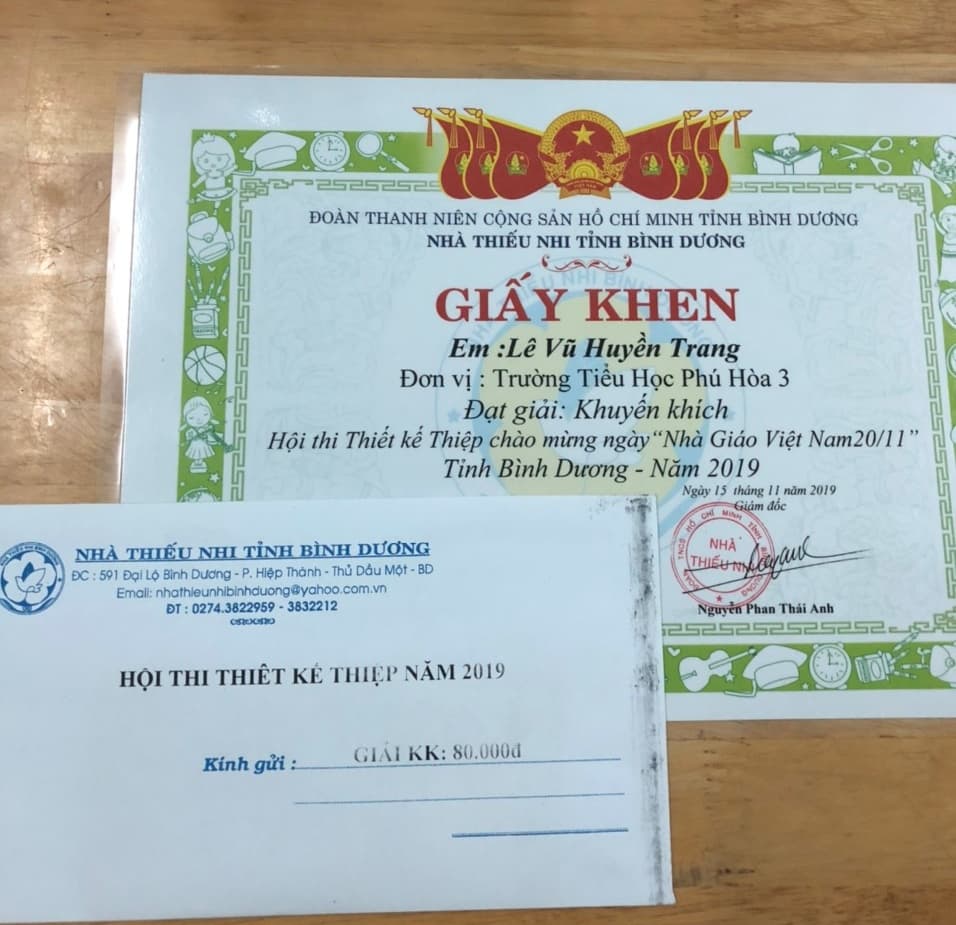 ĐOÀN THANH NIÊN CỘNG SẢN HỒ CHÍ MINH TỈNH BÌNH DƯƠNG
NHÀ THIẾU NHI TỈNH BÌNH DƯƠNG
GIẤY KHEN
Em :Lê Vũ Huyền Trang
Đơn vị : Trường Tiểu Học Phú Hòa 3
Đạt giải: Khuyến khích
Hội thi Thiết kế Thiệp chào mừng ngày“Nhà Giáo Việt Nam20/11”
Tỉnh Bình Dương - Năm 2019
Ngày 15 tháng 11 năm 2019
Giám đốc
NHÀ
THIẾU NHI
Nguyễn Phan Thái Anh
NHÀ THIẾU NHI TỈNH BÌNH DƯƠNG
ĐC : 591 Đại Lộ Bình Dương - P. Hiệp Thành - Thủ Dầu Một - BD
Email: nhathieunhibinhduong@yahoo.com.vn
ĐT : 0274.3822959 - 3832212
HỘI THI THIẾT KẾ THIỆP NĂM 2019
Kính gửi : GIẢI KK: 80.000đ